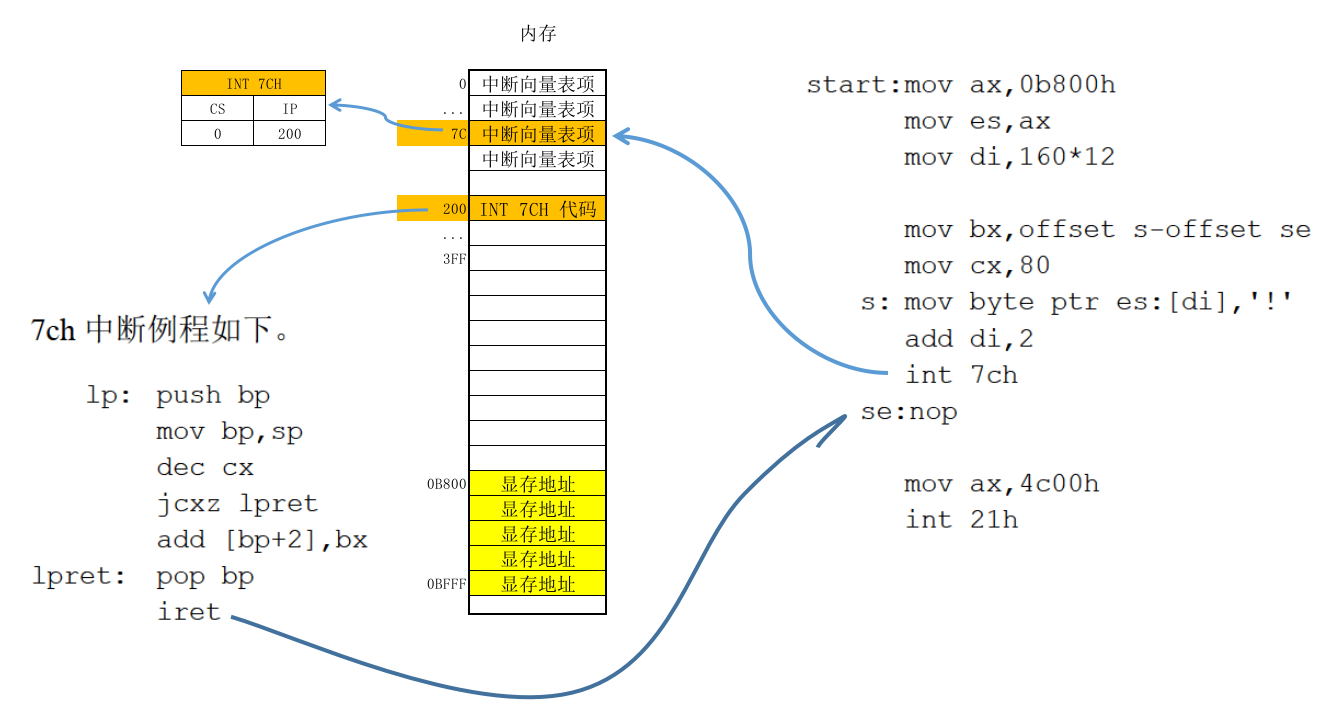 内存
INT 7CH
CS IP
0 200
0 中断向量表项
... 中断向量表项
7C 中断向量表项
中断向量表项
200 INT 7CH 代码
...
3FF
0B800 显存地址
显存地址
显存地址
显存地址
0BFFF 显存地址
7ch 中断例程如下。
lp: push bp
mov bp,sp
dec cx
jcxz lpret
add [bp+2],bx
lpret: pop bp
iret
start:mov ax,0b800h
mov es,ax
mov di,160*12
mov bx,offset s-offset se
mov cx,80
s: mov byte ptr es:[di],'!'
add di,2
int 7ch
se:nop
mov ax,4c00h
int 21h